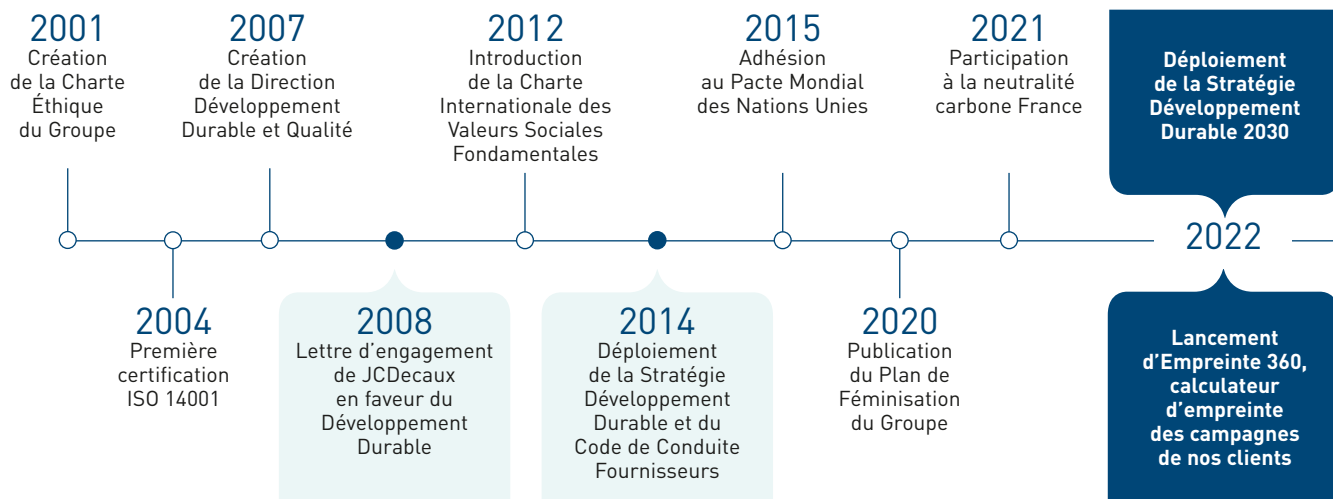 2001
Création
de la Charte
Éthique
du Groupe
2004
Première
certification
ISO 14001
2007
Création
de la Direction
Développement
Durable et Qualité
2008
Lettre d’engagement
de JCDecaux
en faveur du
Développement
Durable
2012
Introduction
de la Charte
Internationale des
Valeurs Sociales
Fondamentales
2014
Déploiement
de la Stratégie
Développement
Durable et du
Code de Conduite
Fournisseurs
2015
Adhésion
au Pacte Mondial
des Nations Unies
2020
Publication
du Plan de
Féminisation
du Groupe
2021
Participation
à la neutralité
carbone France
Déploiement
de la Stratégie
Développement
Durable 2030
2022
Lancement
d’Empreinte 360,
calculateur
d’empreinte
des campagnes
de nos clients